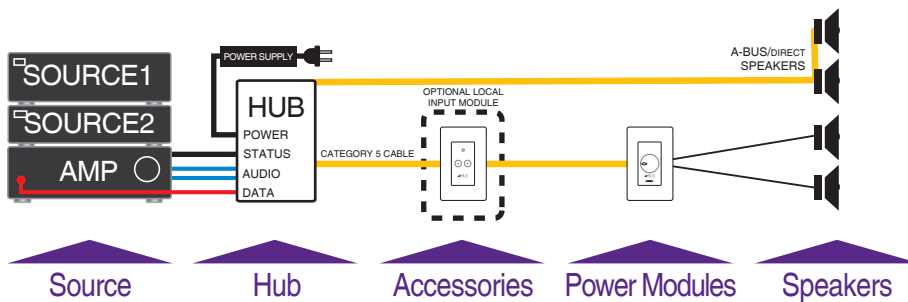 SOURCE1
SOURCE2
AMP
POWER SUPPLY
HUB
POWER
STATUS
AUDIO
DATA
CATEGORY 5 CABLE
OPTIONAL LOCAL
INPUT MODULE
A-BUS/DIRECT
SPEAKERS
Source
Hub
Accessories
Power Modules
Speakers